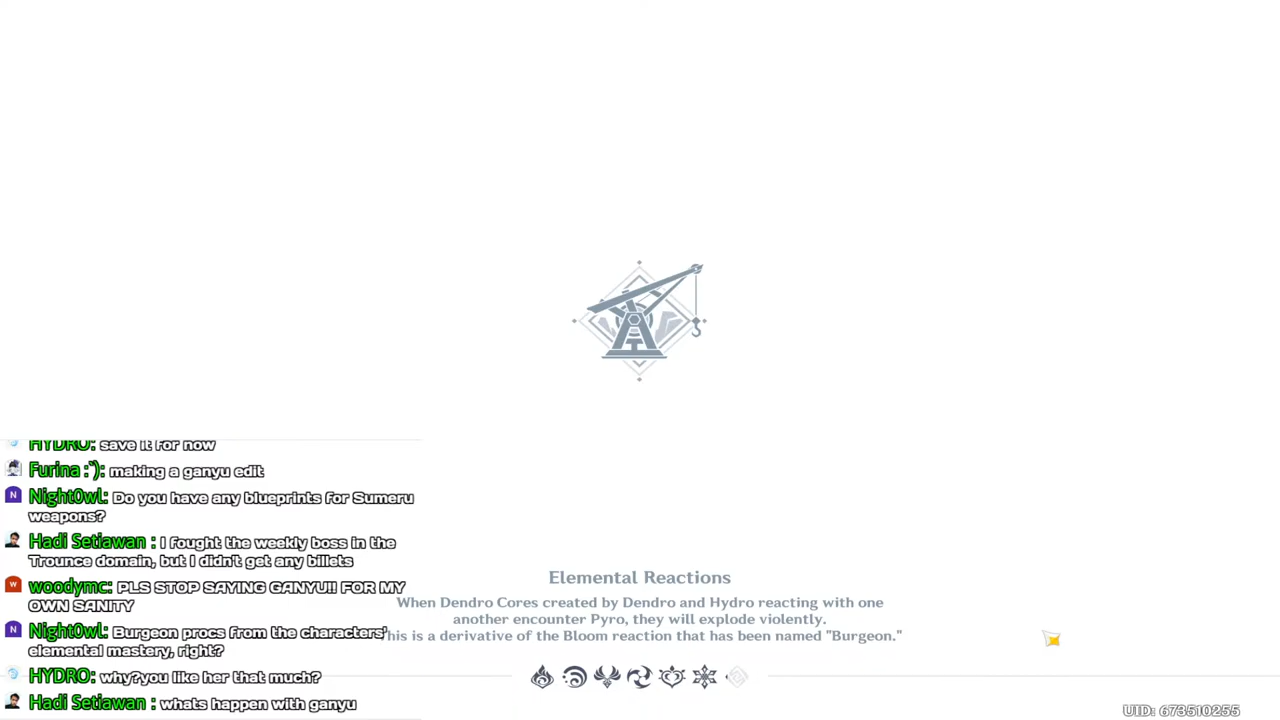 HYDRO: save it for now
Furina :`): making a ganyu edit
N
Night0wl: Do you have any blueprints for Sumeru
weapons?
Hadi Setiawan : I fought the weekly boss in the
Trounce domain, but I didn't get any billets
W
woodymc: PLS STOP SAYING GANYU!! FOR MY
OWN SANITY
N
Night0wl: Burgeon procs from the characters'
elemental mastery, right?
HYDRO: why?you like her that much?
Hadi Setiawan : whats happen with ganyu
Elemental Reactions
When Dendro Cores created by Dendro and Hydro reacting with one
another encounter Pyro, they will explode violently.
This is a derivative of the Bloom reaction that has been named "Burgeon."
UID: 673510255